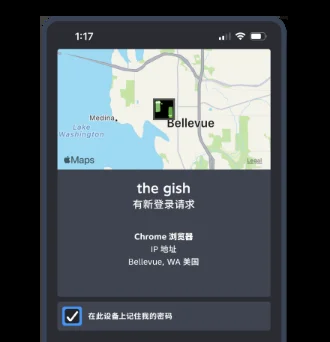 1:17
Medina
Lake
Washington
Bellevue
Maps
Legal
the gish
有新登录请求
Chrome 浏览器
IP 地址
Bellevue, WA 美国
在此设备上记住我的密码